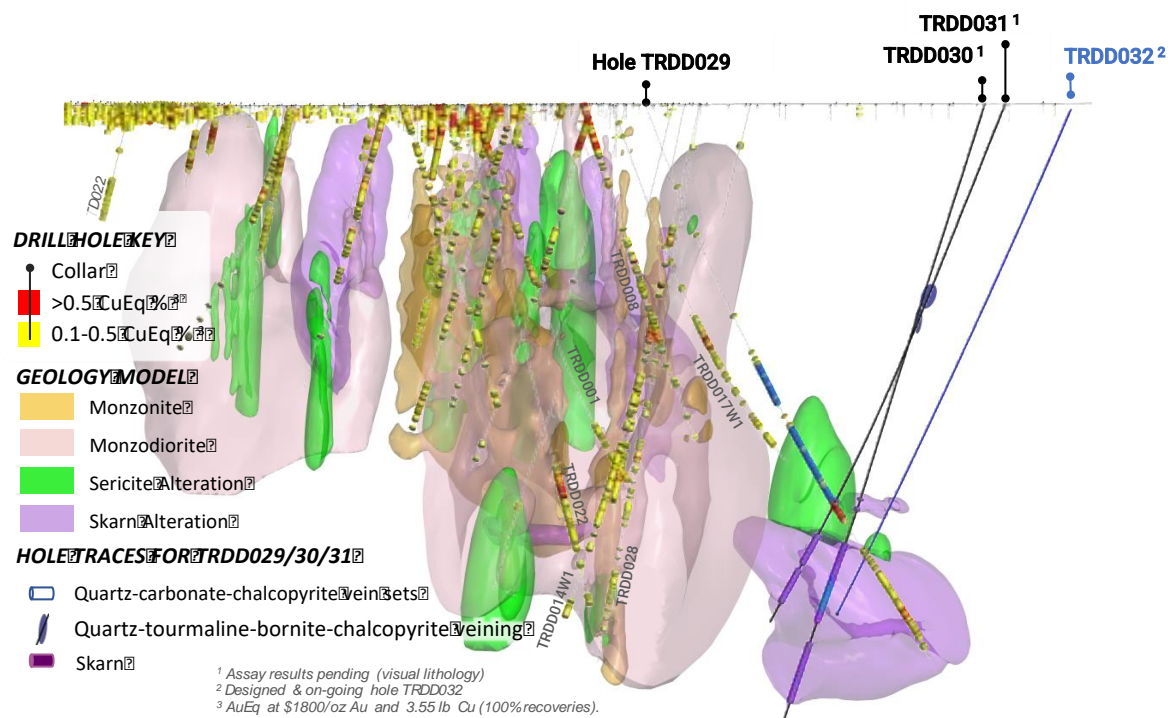 TRDD031 ¹
TRDD030 ¹
TRDD032 ²
Hole TRDD029
TD022
DRILL HOLE KEY
Collar
>0.5 CuEq % ³
0.1-0.5 CuEq % ³
GEOLOGY MODEL
Monzonite
Monzodiorite
Sericite Alteration
Skarn Alteration
HOLE TRACES FOR TRDD029/30/31
Quartz-carbonate-chalcopyrite vein sets
Quartz-tourmaline-bornite-chalcopyrite veining
Skarn
TRDD008
TRDD001
TRDD017W1
TRDD022
TRDD014W1
TRDD028
¹ Assay results pending (visual lithology)
² Designed & on-going hole TRDD032
³ AuEq at $1800/oz Au and 3.55 lb Cu (100% recoveries).